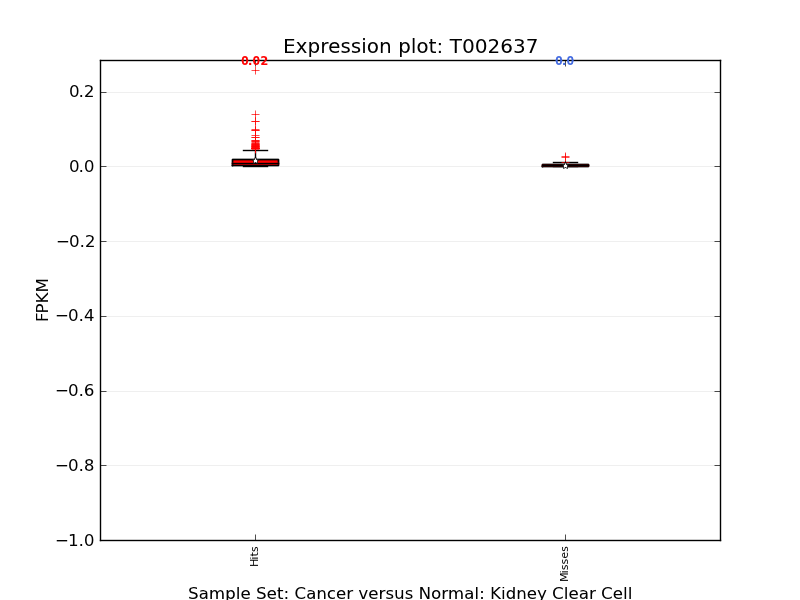 Expression plot: T002637
0.02
0.0
0.2
0.0
−0.2
−0.4
−0.6
−0.8
−1.0
FPKM
Hits
Misses
Sample Set: Cancer versus Normal: Kidney Clear Cell